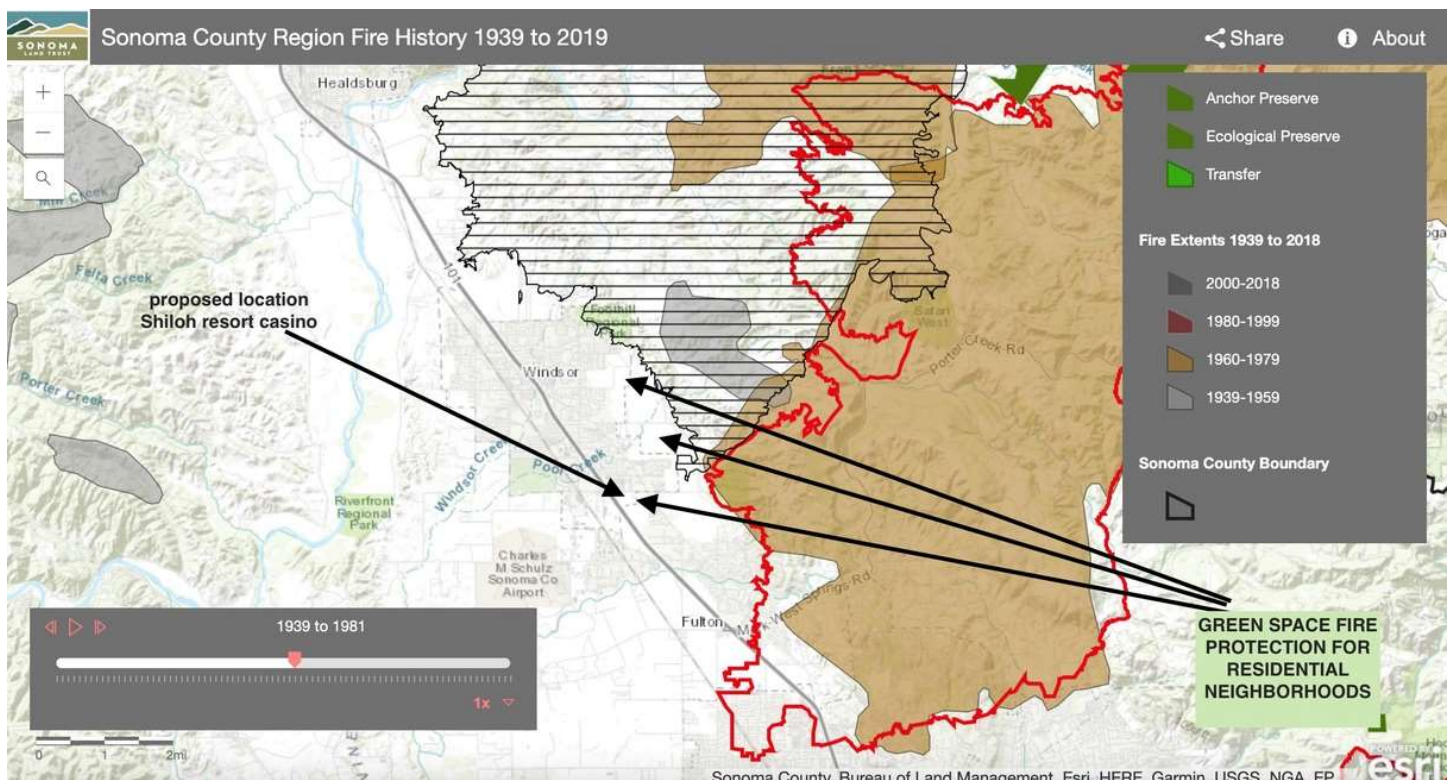 SONOMA
LAND TRUST
Sonoma County Region Fire History 1939 to 2019
Share
About
Healdsburg
Mill Creek
Felta Creek
Porter Creek
101
proposed location
Shiloh resort casino
Foothill
Regional
Park
Safari
West
Porter Creek Rd
Windsor
Windsor Creek
Pool Creek
Riverfront
Regional
Park
Charles
M Schulz
Sonoma Co
Airport
Fulton
Mark West Springs Rd
Anchor Preserve
Ecological Preserve
Transfer
Fire Extents 1939 to 2018
2000-2018
1980-1999
1960-1979
1939-1959
Sonoma County Boundary
GREEN SPACE FIRE
PROTECTION FOR
RESIDENTIAL
NEIGHBORHOODS
1939 to 1981
1x
0 1 2mi
POWERED BY
esri
Sonoma County, Bureau of Land Management, Esri, HERE, Garmin, USGS, NGA, EP